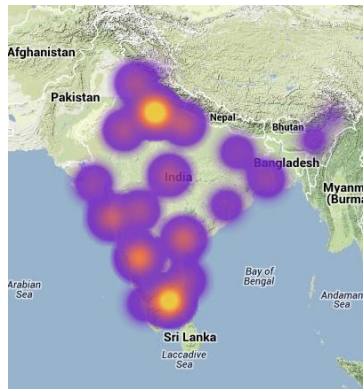 Afghanistan
Pakistan
Nepal
Bhutan
India
Bangladesh
Myanm
(Burma
Arabian
Sea
Bay of
Bengal
Andaman
Sea
Sri Lanka
Laccadive
Sea